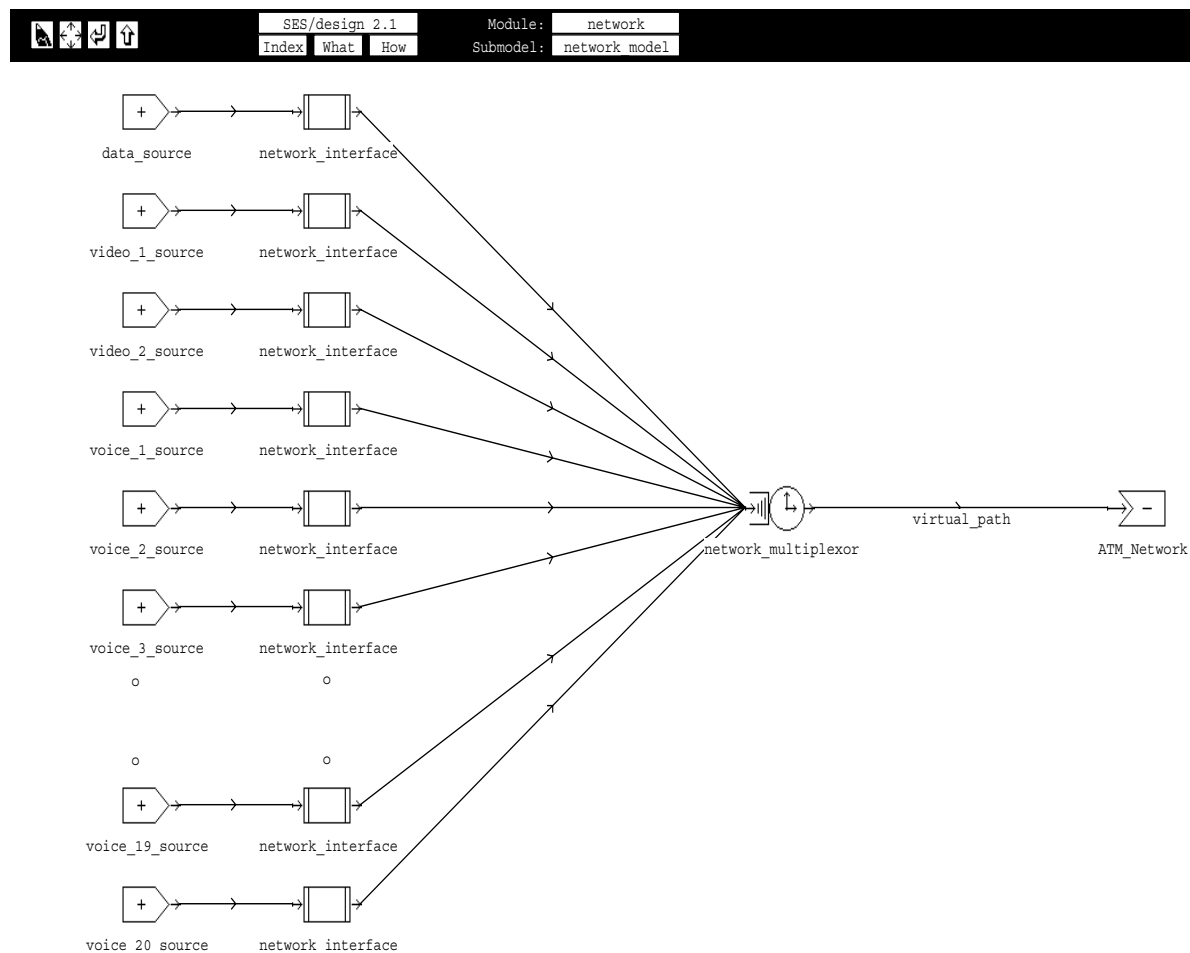 SES/design 2.1 Module: network
Index What How Submodel: network_model
data_source network_interface
video_1_source network_interface
video_2_source network_interface
voice_1_source network_interface
virtual_path
voice_2_source network_interface network_multiplexor ATM_Network
voice_3_source network_interface
voice_19_source network_interface
voice 20 source network interface